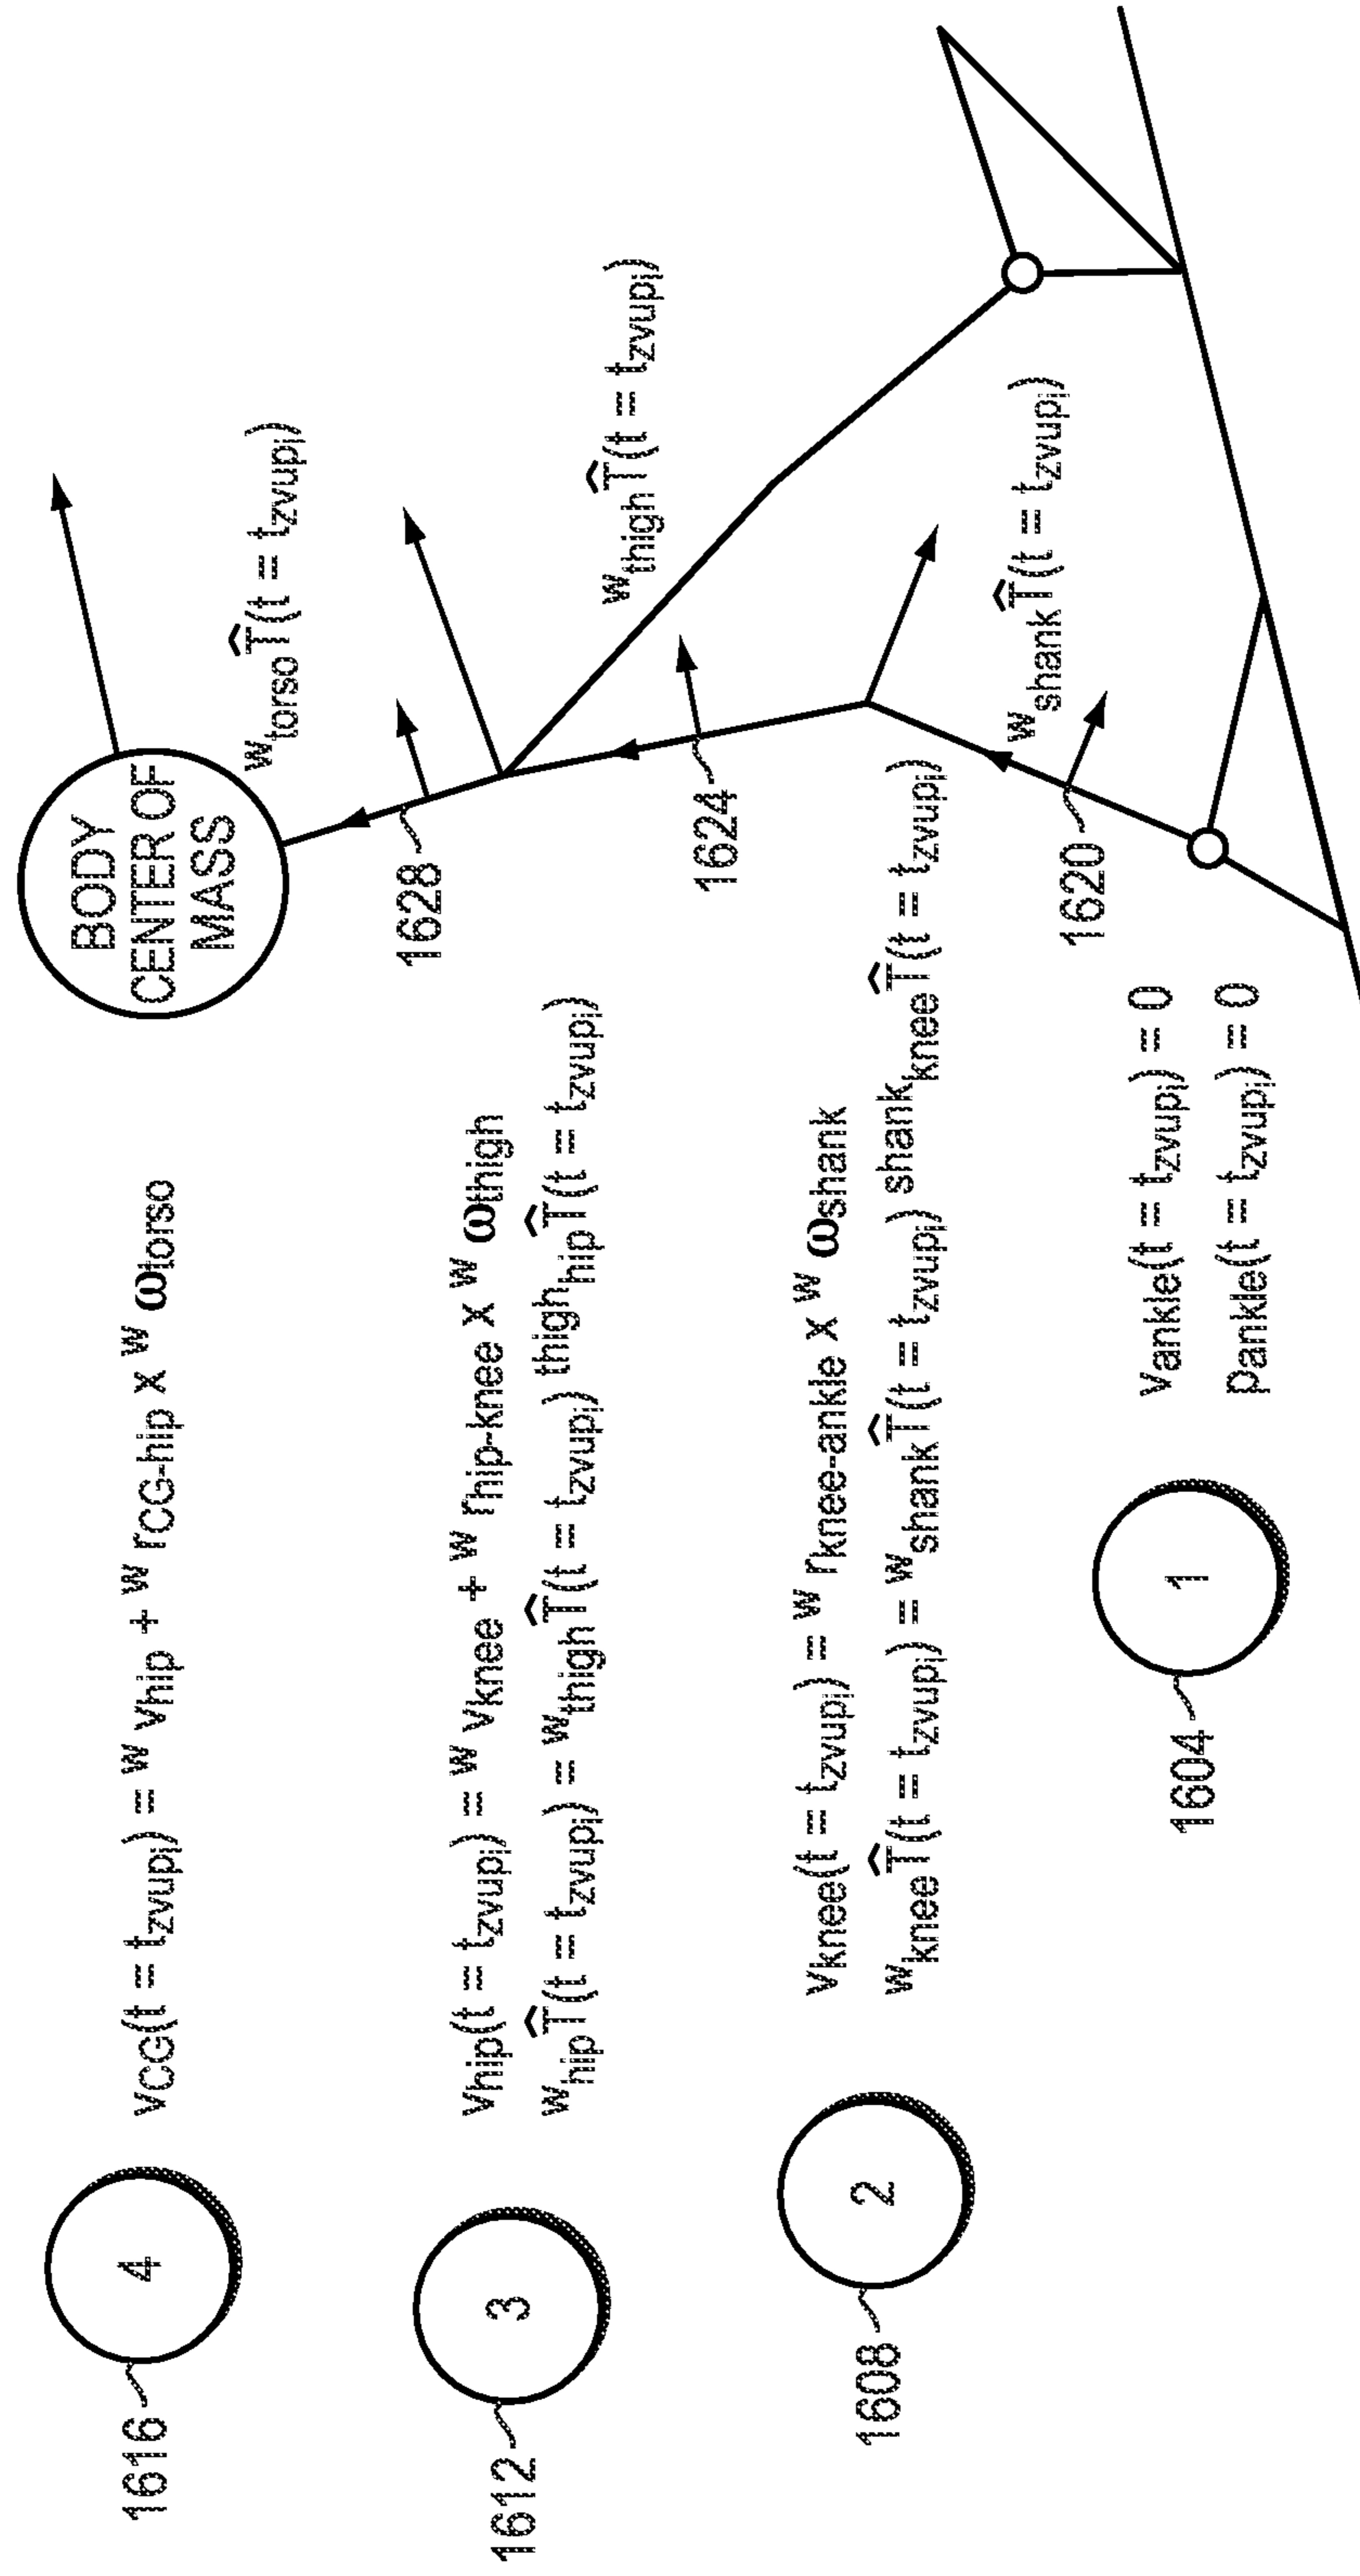 1616
4
vCG(t = tzvupi) = w vhip + w rCG-hip x w ωtorso
BODY
CENTER OF
MASS
wtorsoT̂(t = tzvupi)
1628
1612
3
vhip(t = tzvupi) = w vknee + w rhip-knee x w ωthigh
whipT̂(t = tzvupi) = wthighT̂(t = tzvupi) thighhipT̂(t = tzvupi)
wthighT̂(t = tzvupi)
1624
1608
2
vknee(t = tzvupi) = w rknee-ankle x w ωshank
wkneeT̂(t = tzvupi) = wshankT̂(t = tzvupi) shankkneeT̂(t = tzvupi)
wshankT̂(t = tzvupi)
1620
1604
1
vankle(t = tzvupi) = 0
pankle(t = tzvupi) = 0